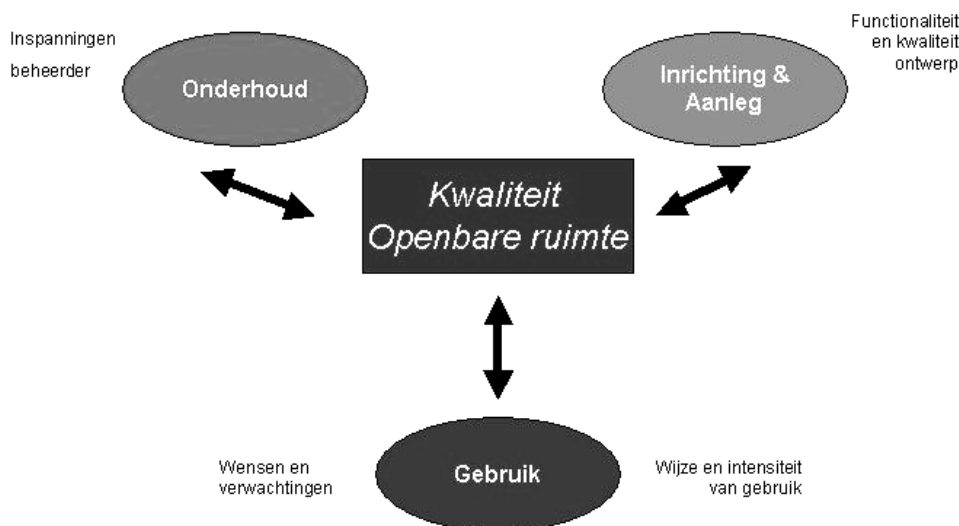 Inspanningen
beheerder
Onderhoud
Inrichting &
Aanleg
Functionaliteit
en kwaliteit
ontwerp
Kwaliteit
Openbare ruimte
Wensen en
verwachtingen
Gebruik
Wijze en intensiteit
van gebruik